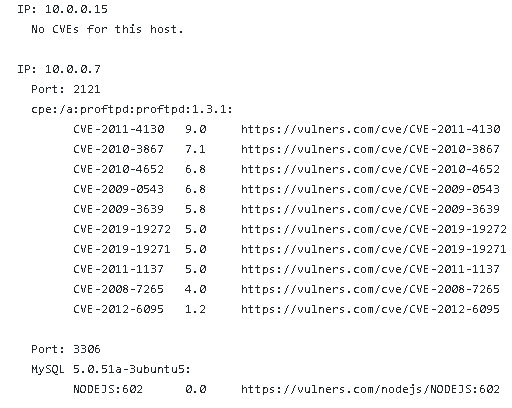 IP: 10.0.0.15
No CVEs for this host.
IP: 10.0.0.7
Port: 2121
cpe:/a:proftpd:proftpd:1.3.1:
CVE-2011-4130 9.0 https://vulners.com/cve/CVE-2011-4130
CVE-2010-3867 7.1 https://vulners.com/cve/CVE-2010-3867
CVE-2010-4652 6.8 https://vulners.com/cve/CVE-2010-4652
CVE-2009-0543 6.8 https://vulners.com/cve/CVE-2009-0543
CVE-2009-3639 5.8 https://vulners.com/cve/CVE-2009-3639
CVE-2019-19272 5.0 https://vulners.com/cve/CVE-2019-19272
CVE-2019-19271 5.0 https://vulners.com/cve/CVE-2019-19271
CVE-2011-1137 5.0 https://vulners.com/cve/CVE-2011-1137
CVE-2008-7265 4.0 https://vulners.com/cve/CVE-2008-7265
CVE-2012-6095 1.2 https://vulners.com/cve/CVE-2012-6095
Port: 3306
MySQL 5.0.51a-3ubuntu5:
NODEJS:602 0.0 https://vulners.com/nodejs/NODEJS:602